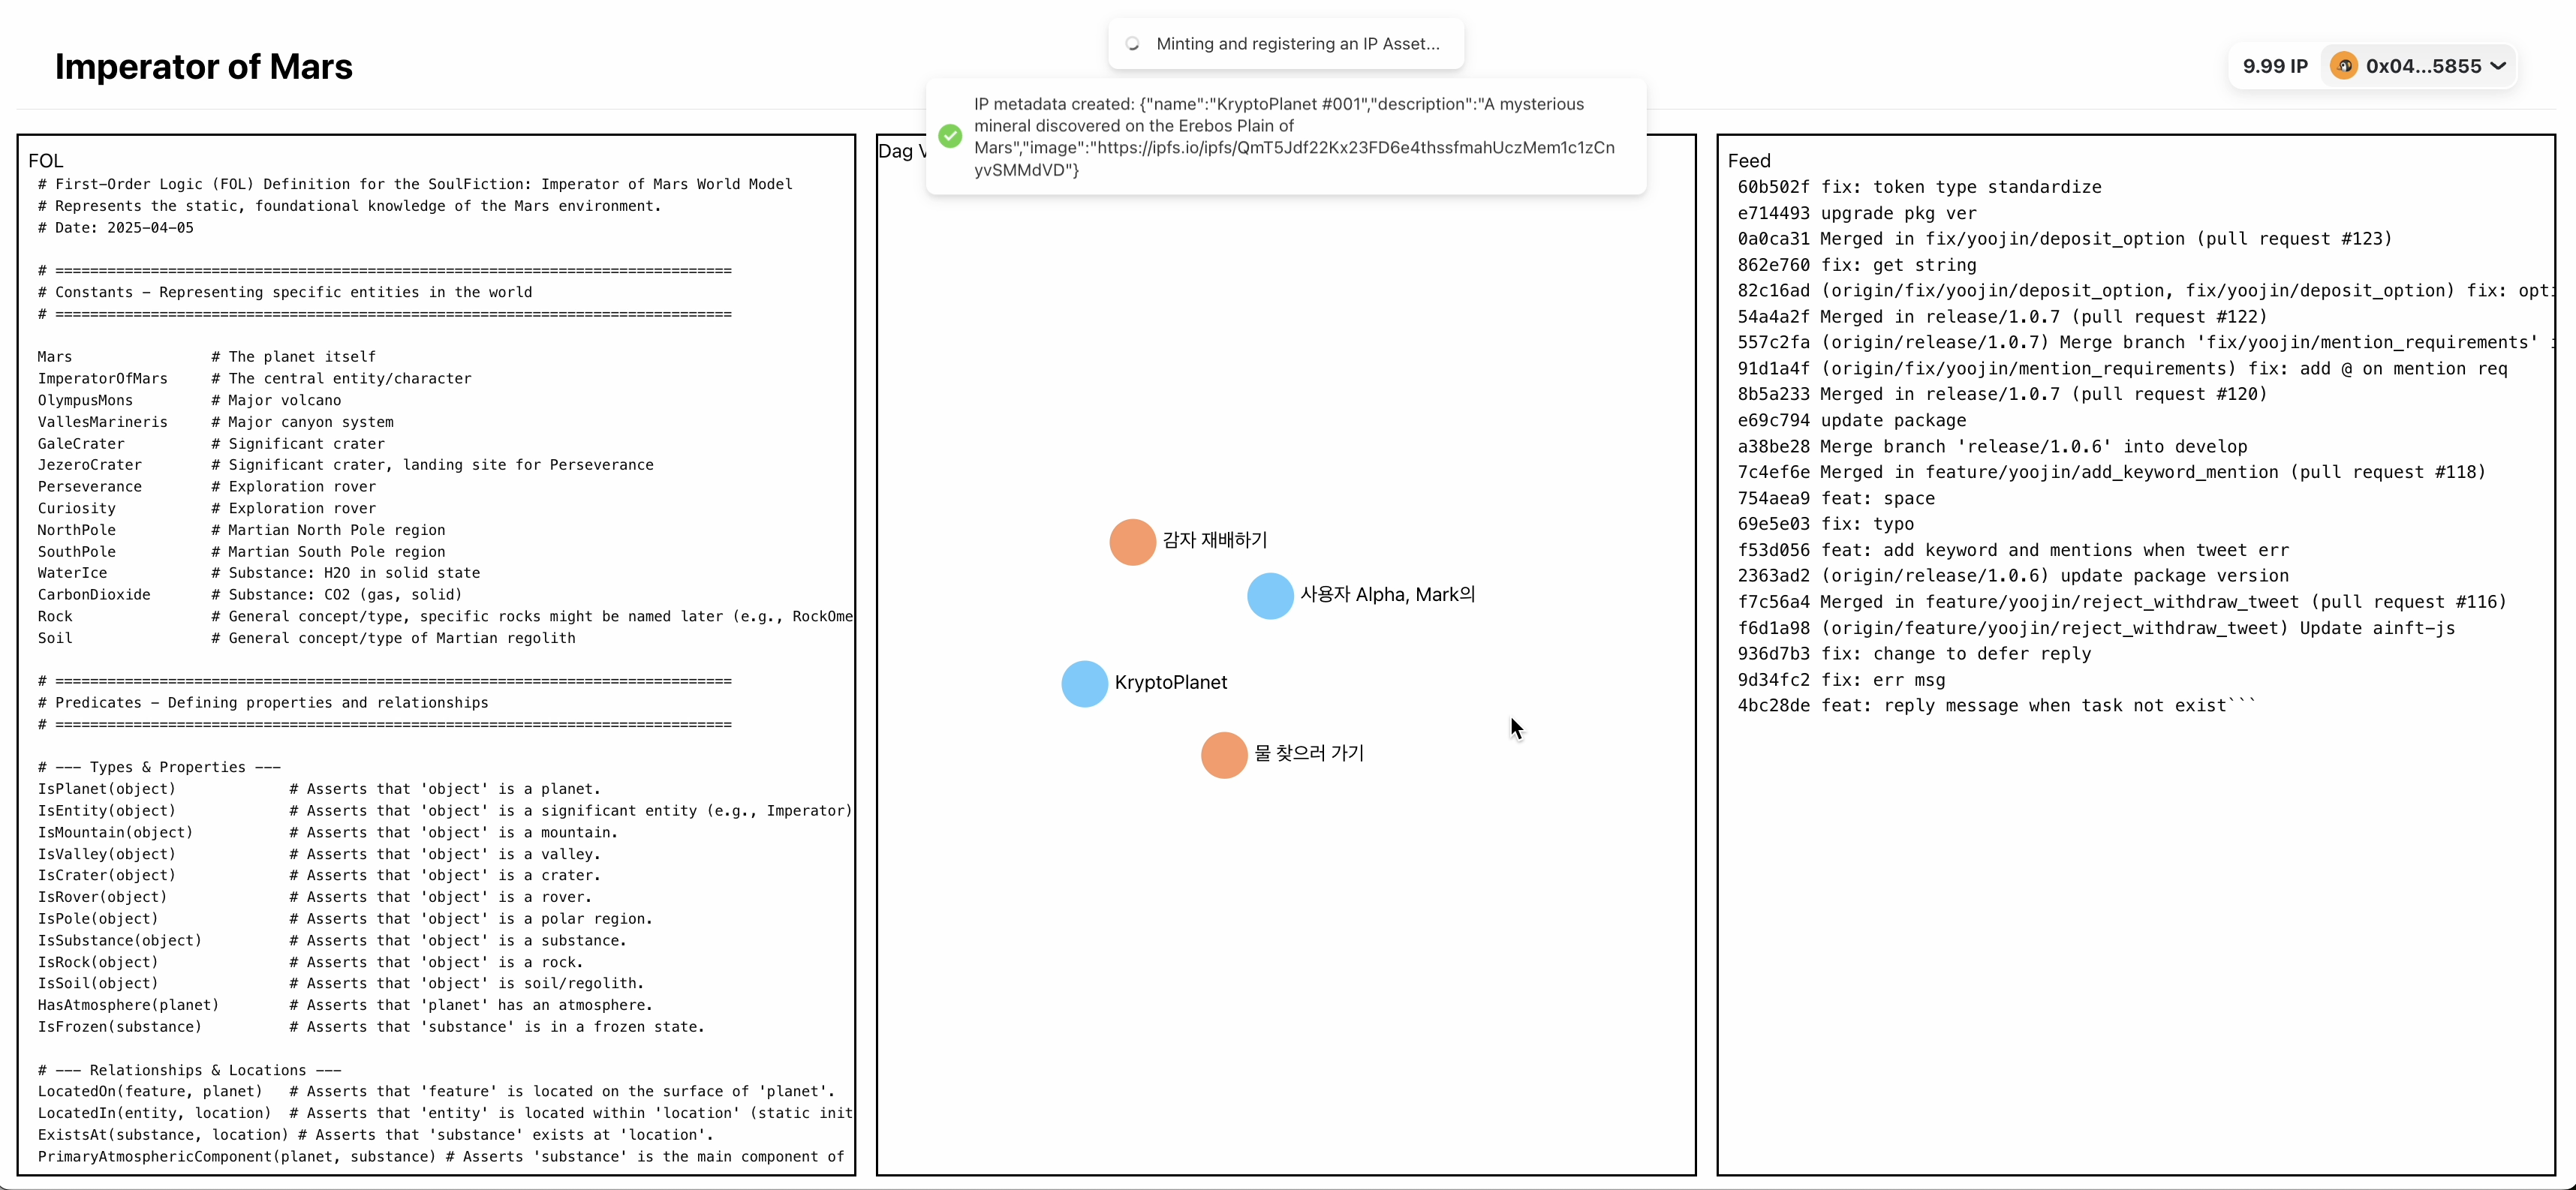 Minting and registering an IP Asset...
Imperator of Mars
9.99 IP
0x04...5855
IP metadata created: {"name":"KryptoPlanet #001","description":"A mysterious
mineral discovered on the Erebos Plain of
Mars","image":"https://ipfs.io/ipfs/QmT5Jdf22Kx23FD6e4thssfmahUczMem1c1zCn
yvSMMdVD"}
FOL
# First-Order Logic (FOL) Definition for the SoulFiction: Imperator of Mars World Model
# Represents the static, foundational knowledge of the Mars environment.
# Date: 2025-04-05
# ==============================================================================
# Constants - Representing specific entities in the world
# ==============================================================================
Mars # The planet itself
ImperatorOfMars # The central entity/character
OlympusMons # Major volcano
VallesMarineris # Major canyon system
GaleCrater # Significant crater
JezeroCrater # Significant crater, landing site for Perseverance
Perseverance # Exploration rover
Curiosity # Exploration rover
NorthPole # Martian North Pole region
SouthPole # Martian South Pole region
WaterIce # Substance: H2O in solid state
CarbonDioxide # Substance: CO2 (gas, solid)
Rock # General concept/type, specific rocks might be named later (e.g., RockOme
Soil # General concept/type of Martian regolith
# ==============================================================================
# Predicates - Defining properties and relationships
# ==============================================================================
# --- Types & Properties ---
IsPlanet(object) # Asserts that 'object' is a planet.
IsEntity(object) # Asserts that 'object' is a significant entity (e.g., Imperator)
IsMountain(object) # Asserts that 'object' is a mountain.
IsValley(object) # Asserts that 'object' is a valley.
IsCrater(object) # Asserts that 'object' is a crater.
IsRover(object) # Asserts that 'object' is a rover.
IsPole(object) # Asserts that 'object' is a polar region.
IsSubstance(object) # Asserts that 'object' is a substance.
IsRock(object) # Asserts that 'object' is a rock.
IsSoil(object) # Asserts that 'object' is soil/regolith.
HasAtmosphere(planet) # Asserts that 'planet' has an atmosphere.
IsFrozen(substance) # Asserts that 'substance' is in a frozen state.
# --- Relationships & Locations ---
LocatedOn(feature, planet) # Asserts that 'feature' is located on the surface of 'planet'.
LocatedIn(entity, location) # Asserts that 'entity' is located within 'location' (static init
ExistsAt(substance, location) # Asserts that 'substance' exists at 'location'.
PrimaryAtmosphericComponent(planet, substance) # Asserts 'substance' is the main component of
Dag V
감자 재배하기
사용자 Alpha, Mark의
KryptoPlanet
물 찾으러 가기
Feed
60b502f fix: token type standardize
e714493 upgrade pkg ver
0a0ca31 Merged in fix/yoojin/deposit_option (pull request #123)
862e760 fix: get string
82c16ad (origin/fix/yoojin/deposit_option, fix/yoojin/deposit_option) fix: opti
54a4a2f Merged in release/1.0.7 (pull request #122)
557c2fa (origin/release/1.0.7) Merge branch 'fix/yoojin/mention_requirements' i
91d1a4f (origin/fix/yoojin/mention_requirements) fix: add @ on mention req
8b5a233 Merged in release/1.0.7 (pull request #120)
e69c794 update package
a38be28 Merge branch 'release/1.0.6' into develop
7c4ef6e Merged in feature/yoojin/add_keyword_mention (pull request #118)
754aea9 feat: space
69e5e03 fix: typo
f53d056 feat: add keyword and mentions when tweet err
2363ad2 (origin/release/1.0.6) update package version
f7c56a4 Merged in feature/yoojin/reject_withdraw_tweet (pull request #116)
f6d1a98 (origin/feature/yoojin/reject_withdraw_tweet) Update ainft-js
936d7b3 fix: change to defer reply
9d34fc2 fix: err msg
4bc28de feat: reply message when task not exist```